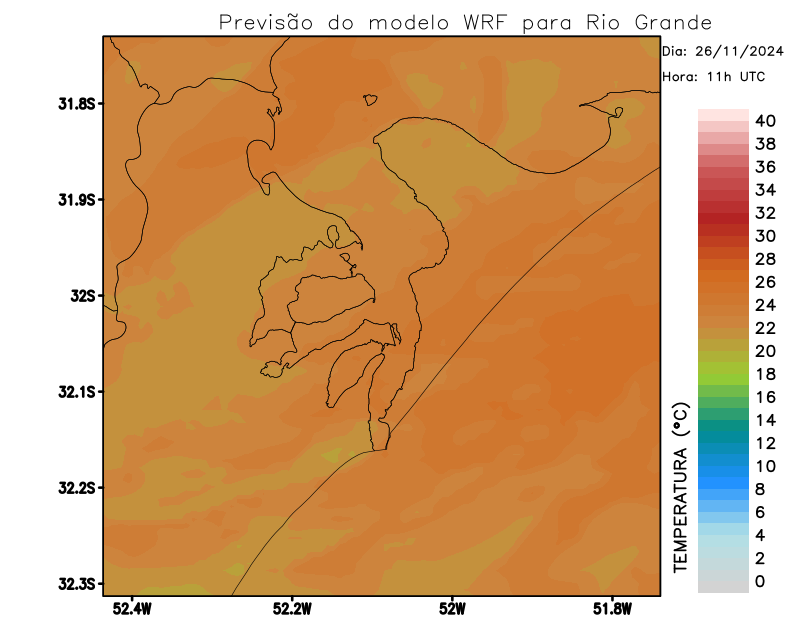 Previsão do modelo WRF para Rio Grande
Dia: 26/11/2024
Hora: 11h UTC
31.8S
31.9S
32S
32.1S
32.2S
32.3S
52.4W
52.2W
52W
51.8W
TEMPERATURA (°C)
40
38
36
34
32
30
28
26
24
22
20
18
16
14
12
10
8
6
4
2
0